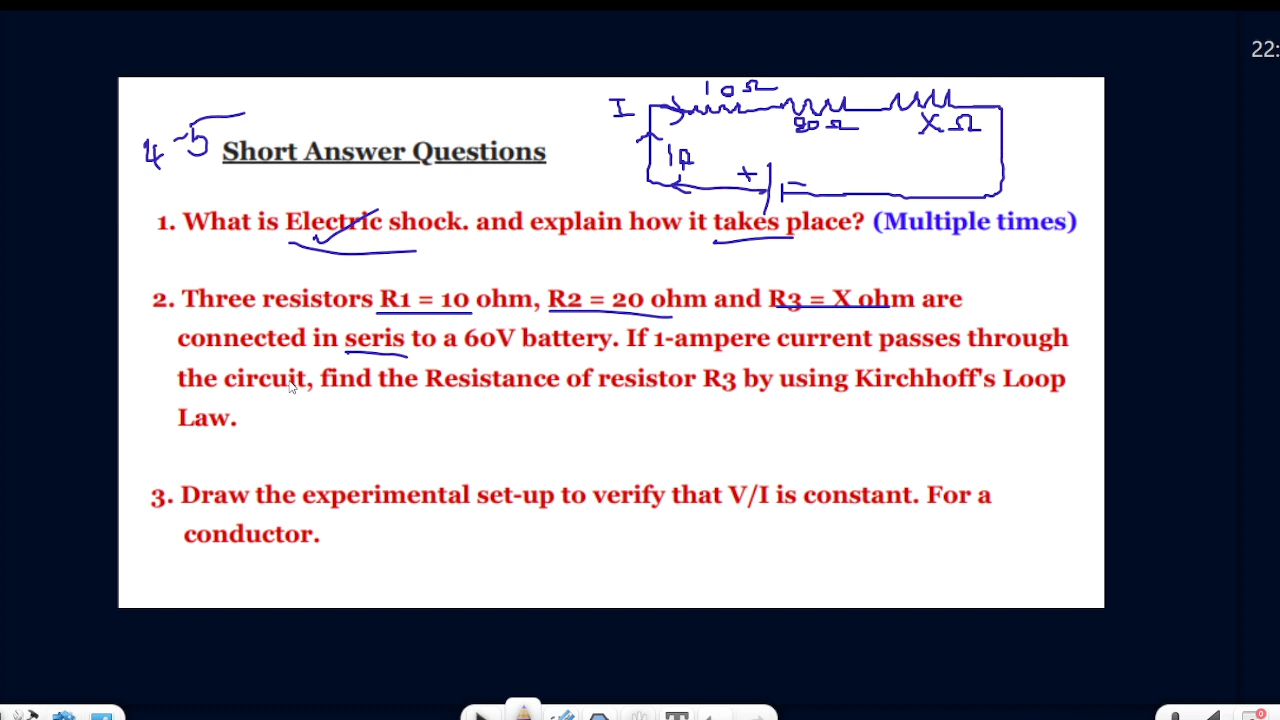 22:
10Ω
I
20Ω
XΩ
4-5
Short Answer Questions
1A
+
-
1. What is Electric shock. and explain how it takes place? (Multiple times)
2. Three resistors R1 = 10 ohm, R2 = 20 ohm and R3 = X ohm are
connected in seris to a 60V battery. If 1-ampere current passes through
the circuit, find the Resistance of resistor R3 by using Kirchhoff's Loop
Law.
3. Draw the experimental set-up to verify that V/I is constant. For a
conductor.